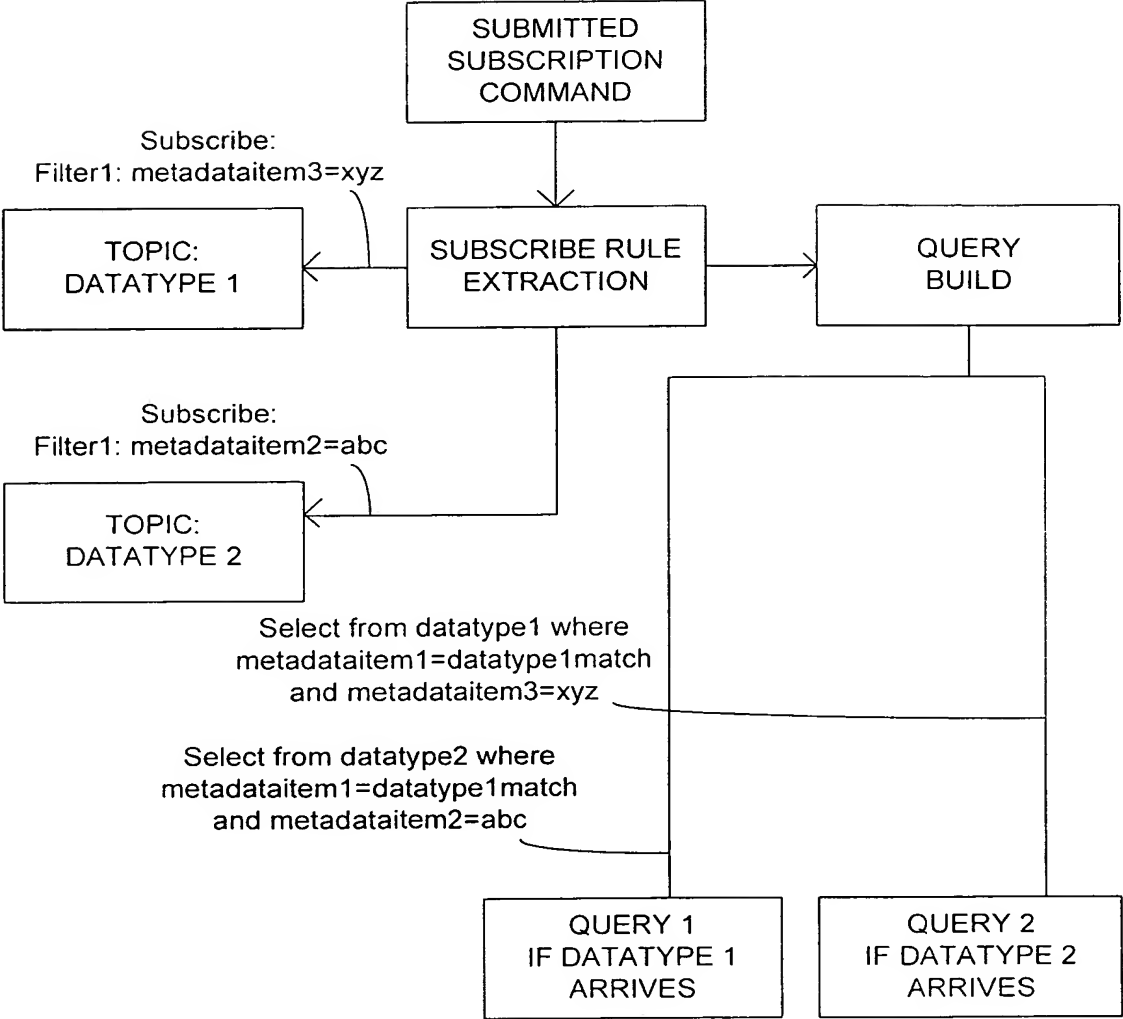 SUBMITTED
SUBSCRIPTION
COMMAND
Subscribe:
Filter1: metadataitem3=xyz
TOPIC:
DATATYPE 1
SUBSCRIBE RULE
EXTRACTION
QUERY
BUILD
Subscribe:
Filter1: metadataitem2=abc
TOPIC:
DATATYPE 2
Select from datatype1 where
metadataitem1=datatype1match
and metadataitem3=xyz
Select from datatype2 where
metadataitem1=datatype1match
and metadataitem2=abc
QUERY 1
IF DATATYPE 1
ARRIVES
QUERY 2
IF DATATYPE 2
ARRIVES